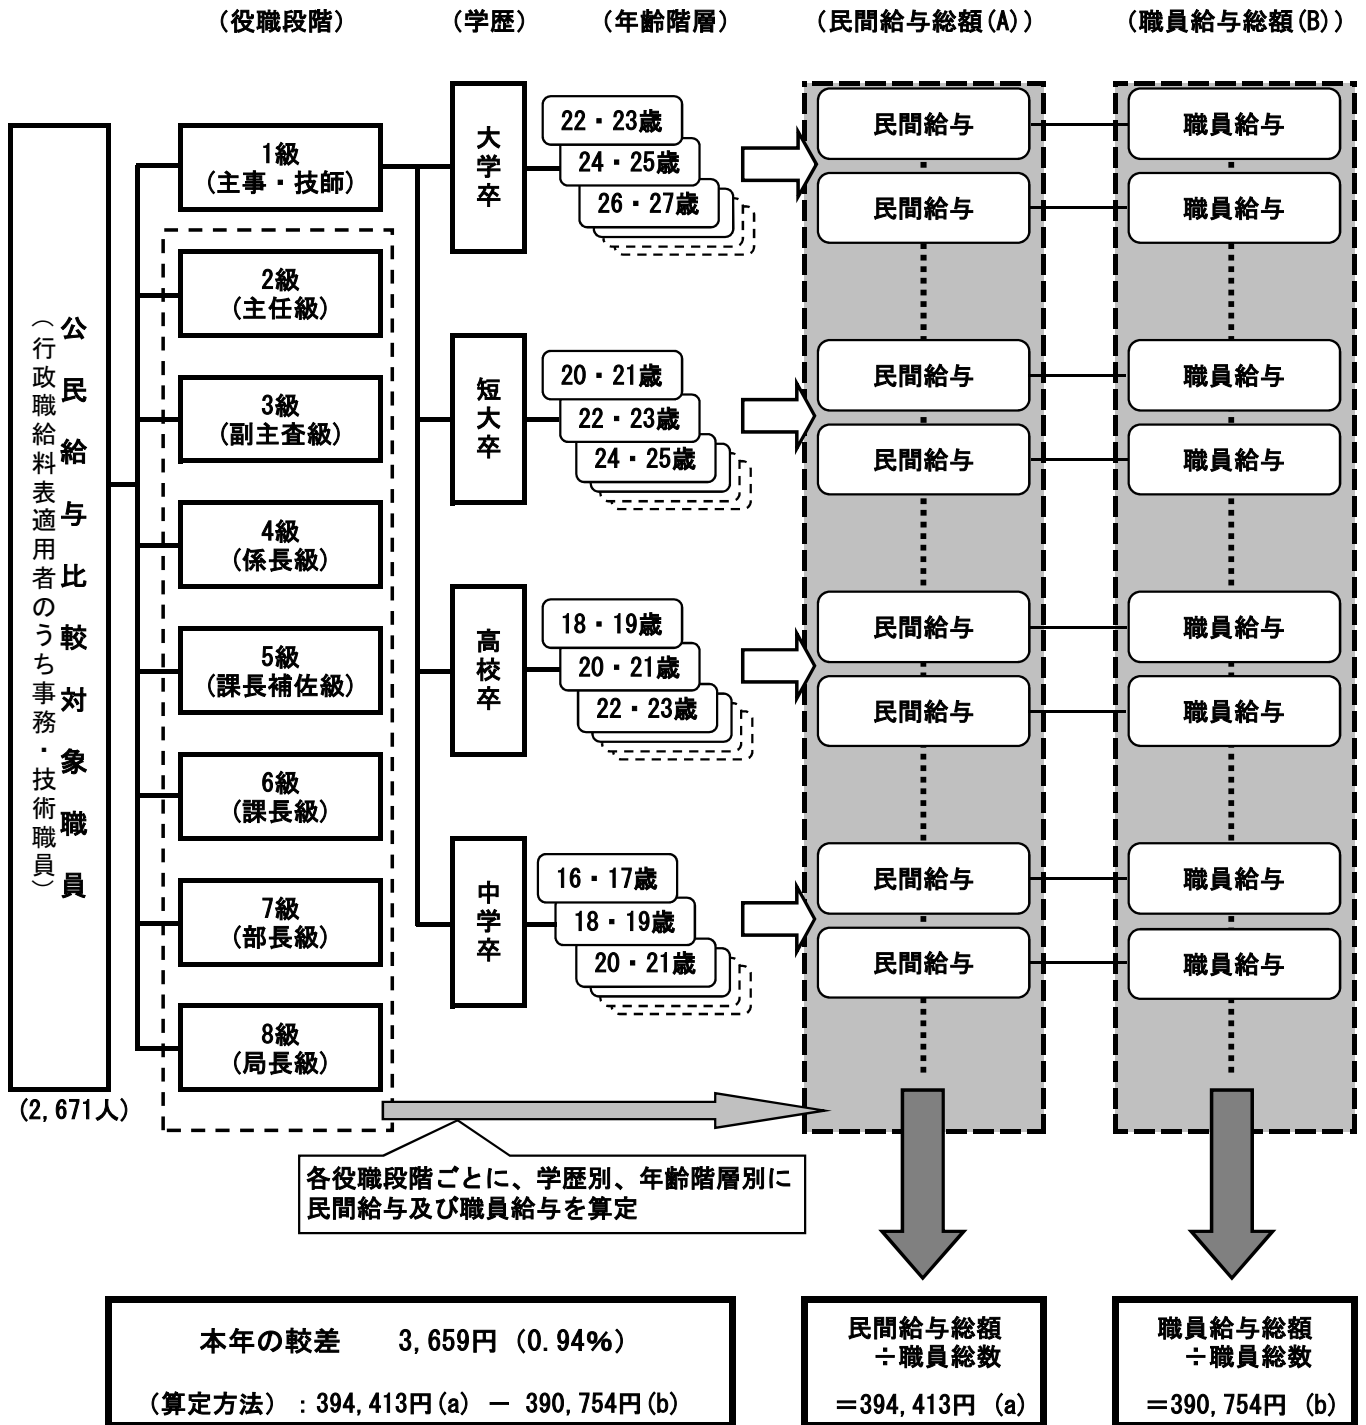 (役職段階)
(学歴)
(年齢階層)
(民間給与総額(A))
(職員給与総額(B))
公民給与比較対象職員
(行政職給料表適用者のうち事務・技術職員)
(2,671人)
1級
(主事・技師)
2級
(主任級)
3級
(副主査級)
4級
(係長級)
5級
(課長補佐級)
6級
(課長級)
7級
(部長級)
8級
(局長級)
大学卒
22・23歳
24・25歳
26・27歳
民間給与
職員給与
民間給与
職員給与
短大卒
20・21歳
22・23歳
24・25歳
民間給与
職員給与
民間給与
職員給与
高校卒
18・19歳
20・21歳
22・23歳
民間給与
職員給与
民間給与
職員給与
中学卒
16・17歳
18・19歳
20・21歳
民間給与
職員給与
民間給与
職員給与
各役職段階ごとに、学歴別、年齢階層別に
民間給与及び職員給与を算定
本年の較差 3,659円 (0.94%)
(算定方法) : 394,413円(a) － 390,754円(b)
民間給与総額
÷職員総数
＝394,413円 (a)
職員給与総額
÷職員総数
＝390,754円 (b)